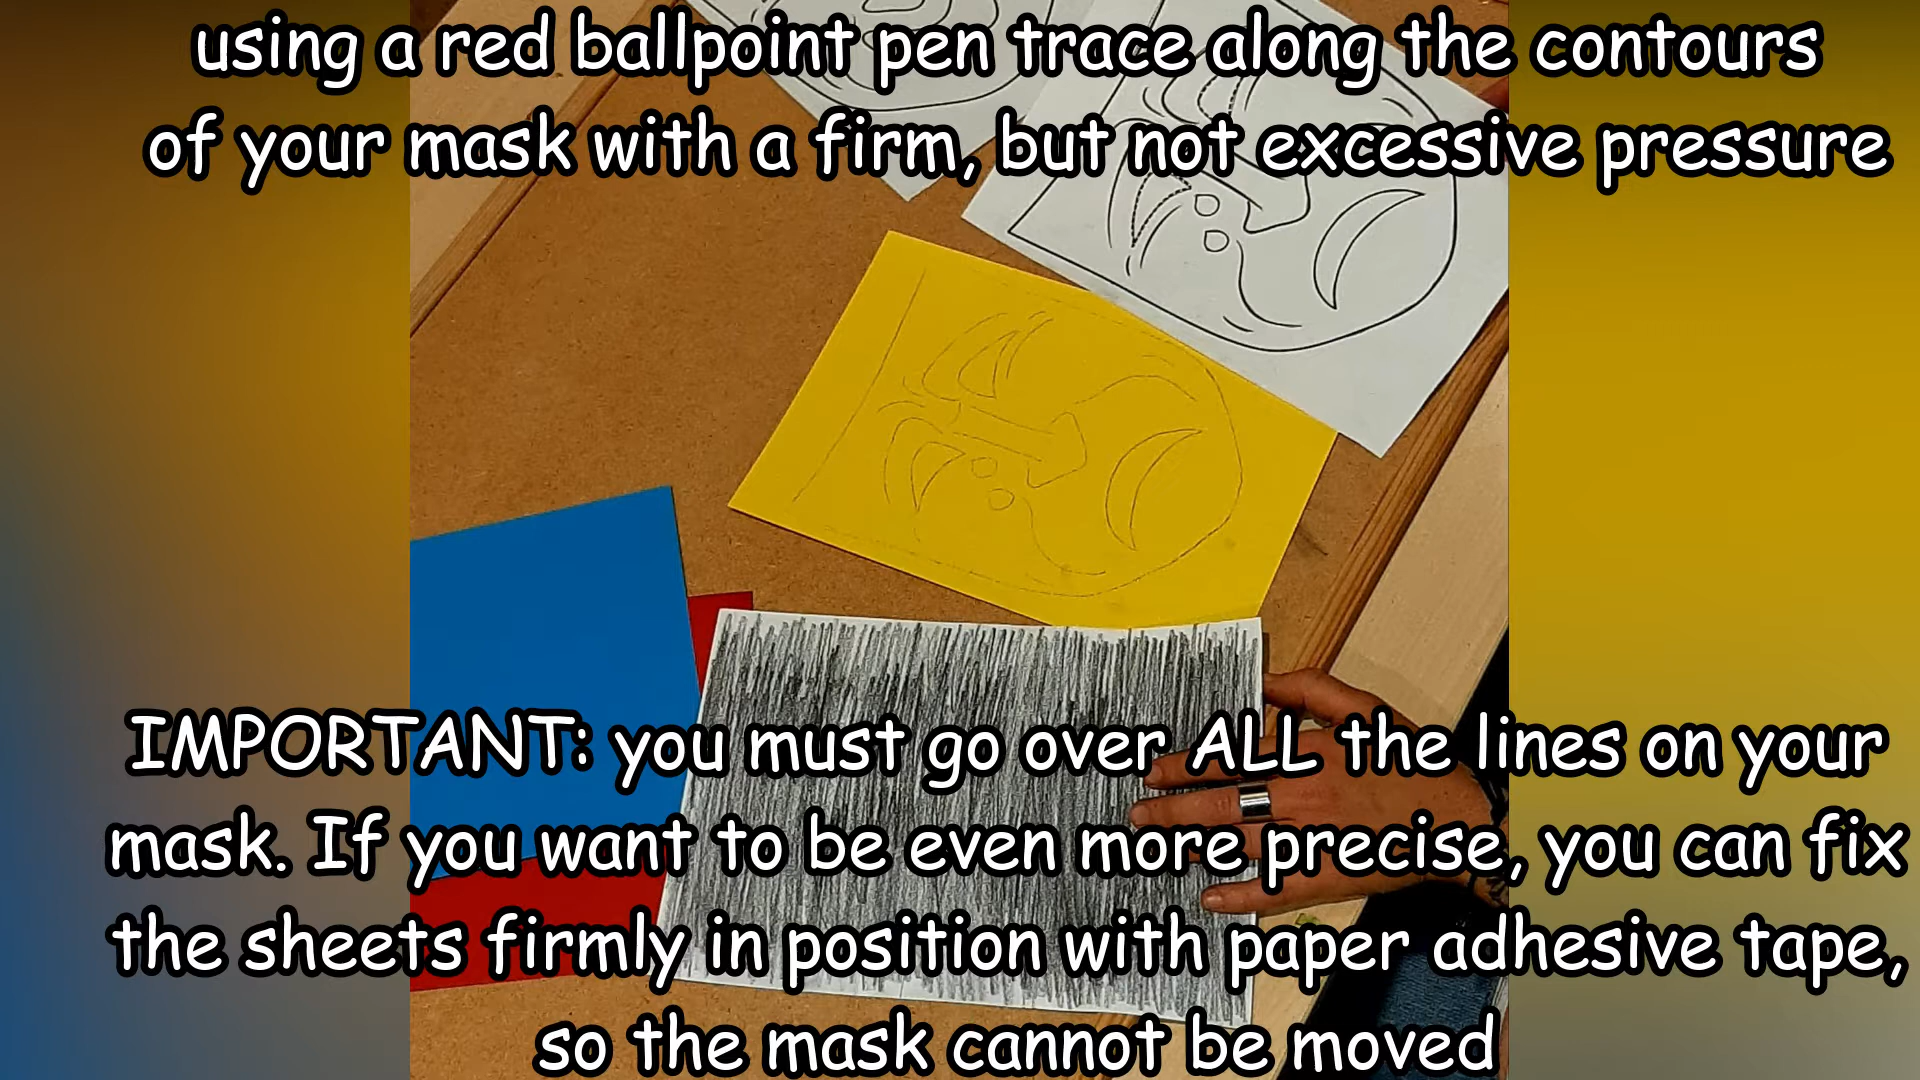 using a red ballpoint pen trace along the contours
of your mask with a firm, but not excessive pressure
IMPORTANT: you must go over ALL the lines on your
mask. If you want to be even more precise, you can fix
the sheets firmly in position with paper adhesive tape,
so the mask cannot be moved